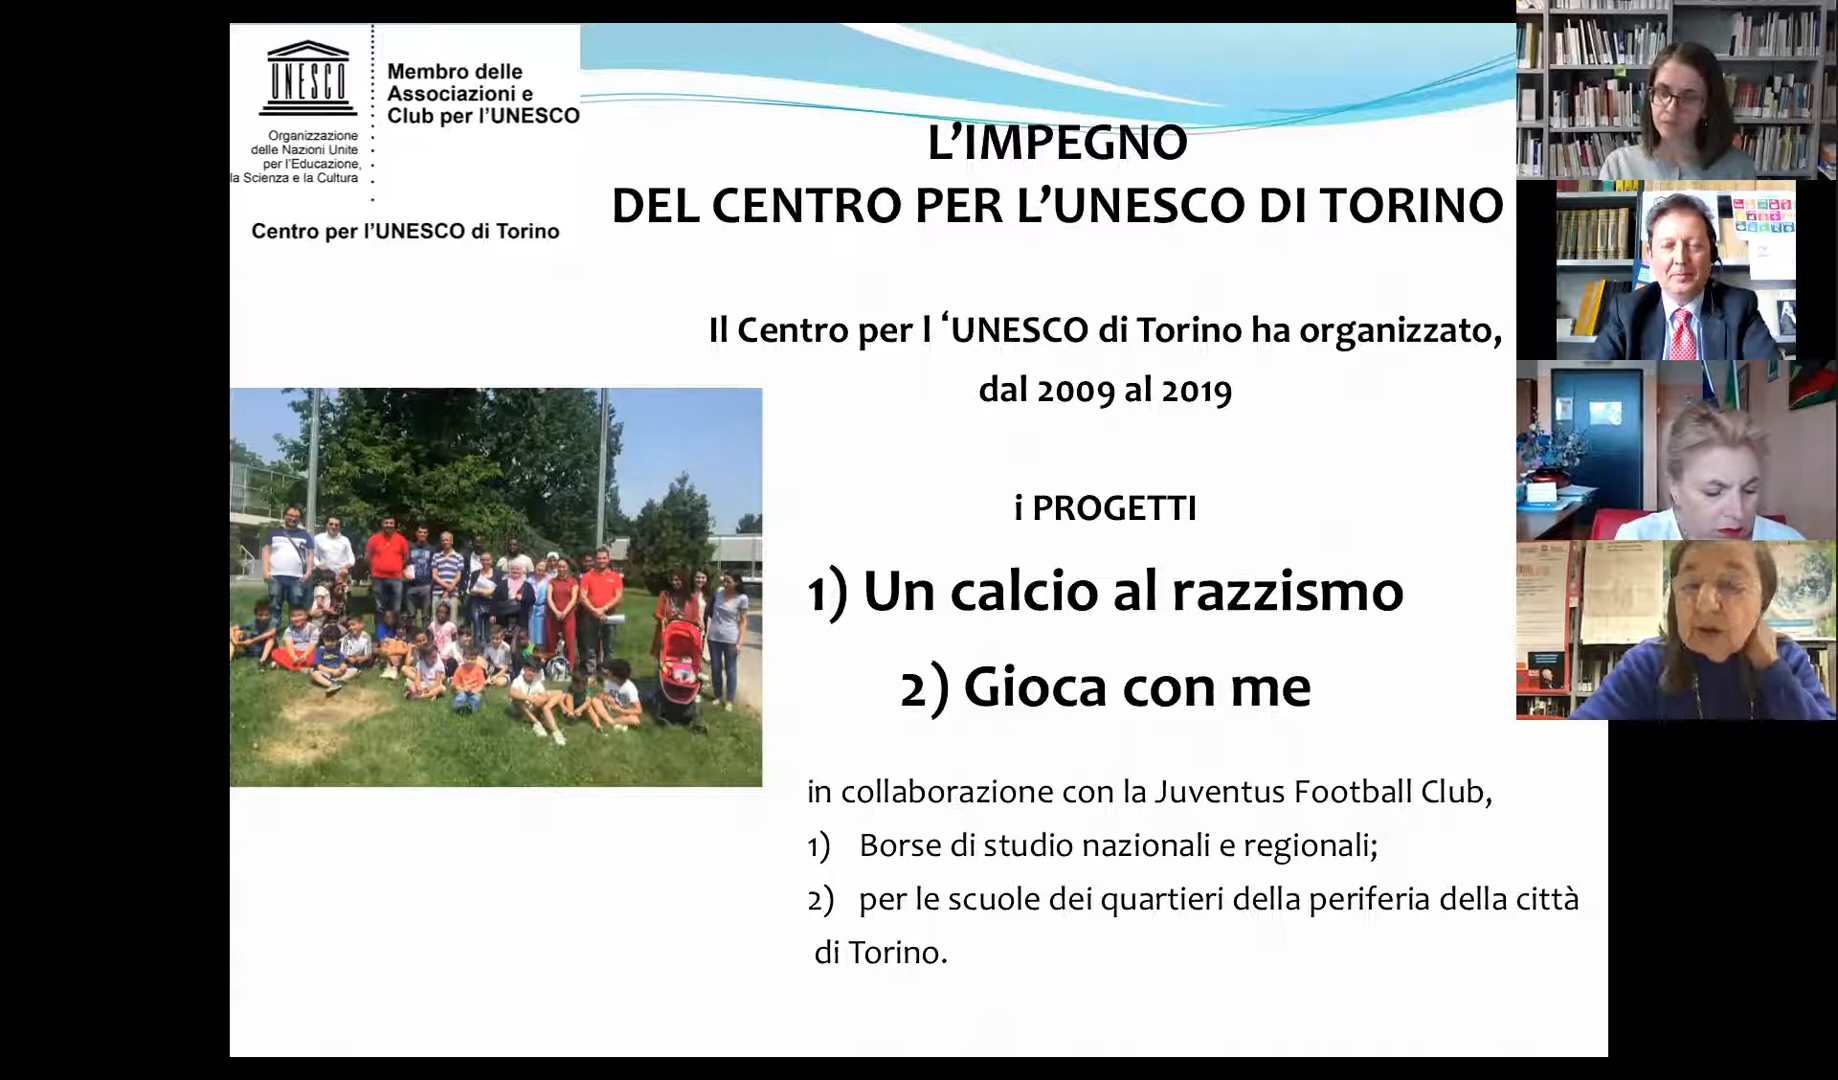 UNESCO
Organizzazione
delle Nazioni Unite
per l'Educazione,
la Scienza e la Cultura
Membro delle
Associazioni e
Club per l'UNESCO
Centro per l'UNESCO di Torino
L'IMPEGNO
DEL CENTRO PER L'UNESCO DI TORINO
Il Centro per l ‘UNESCO di Torino ha organizzato,
dal 2009 al 2019
i PROGETTI
1) Un calcio al razzismo
2) Gioca con me
in collaborazione con la Juventus Football Club,
1) Borse di studio nazionali e regionali;
2) per le scuole dei quartieri della periferia della città
di Torino.